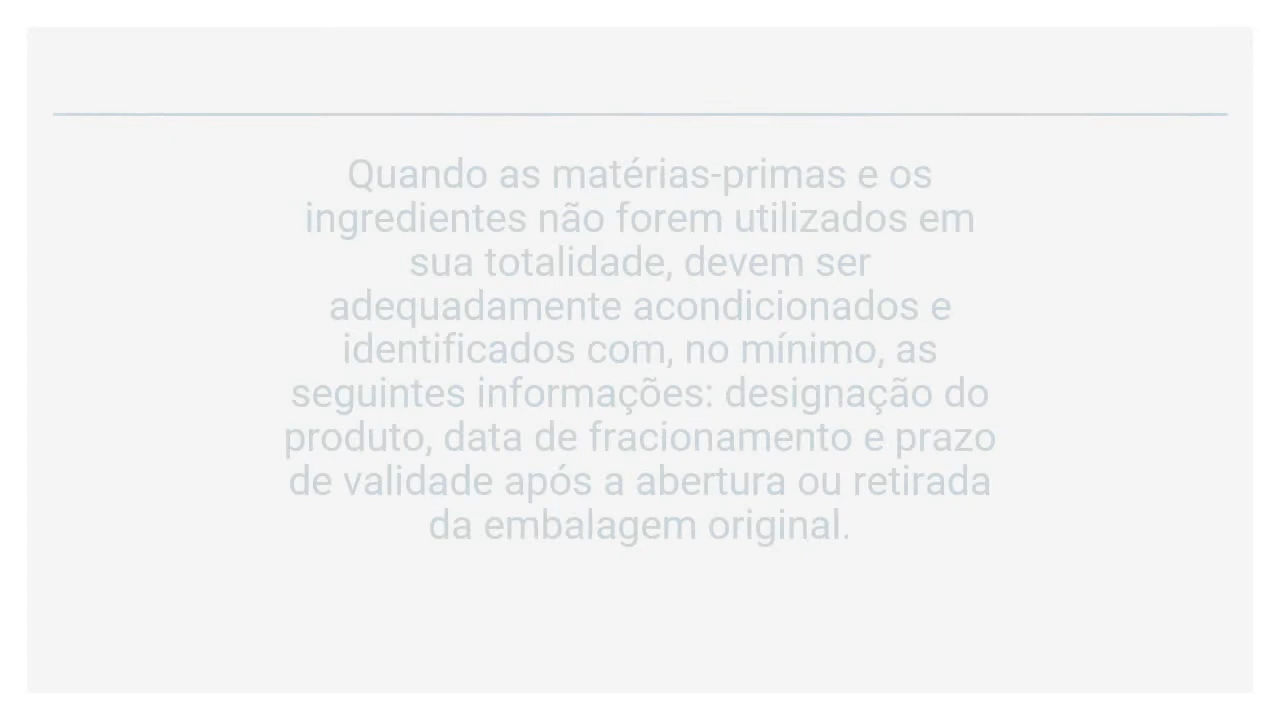 Quando as matérias-primas e os
ingredientes não forem utilizados em
sua totalidade, devem ser
adequadamente acondicionados e
identificados com, no mínimo, as
seguintes informações: designação do
produto, data de fracionamento e prazo
de validade após a abertura ou retirada
da embalagem original.